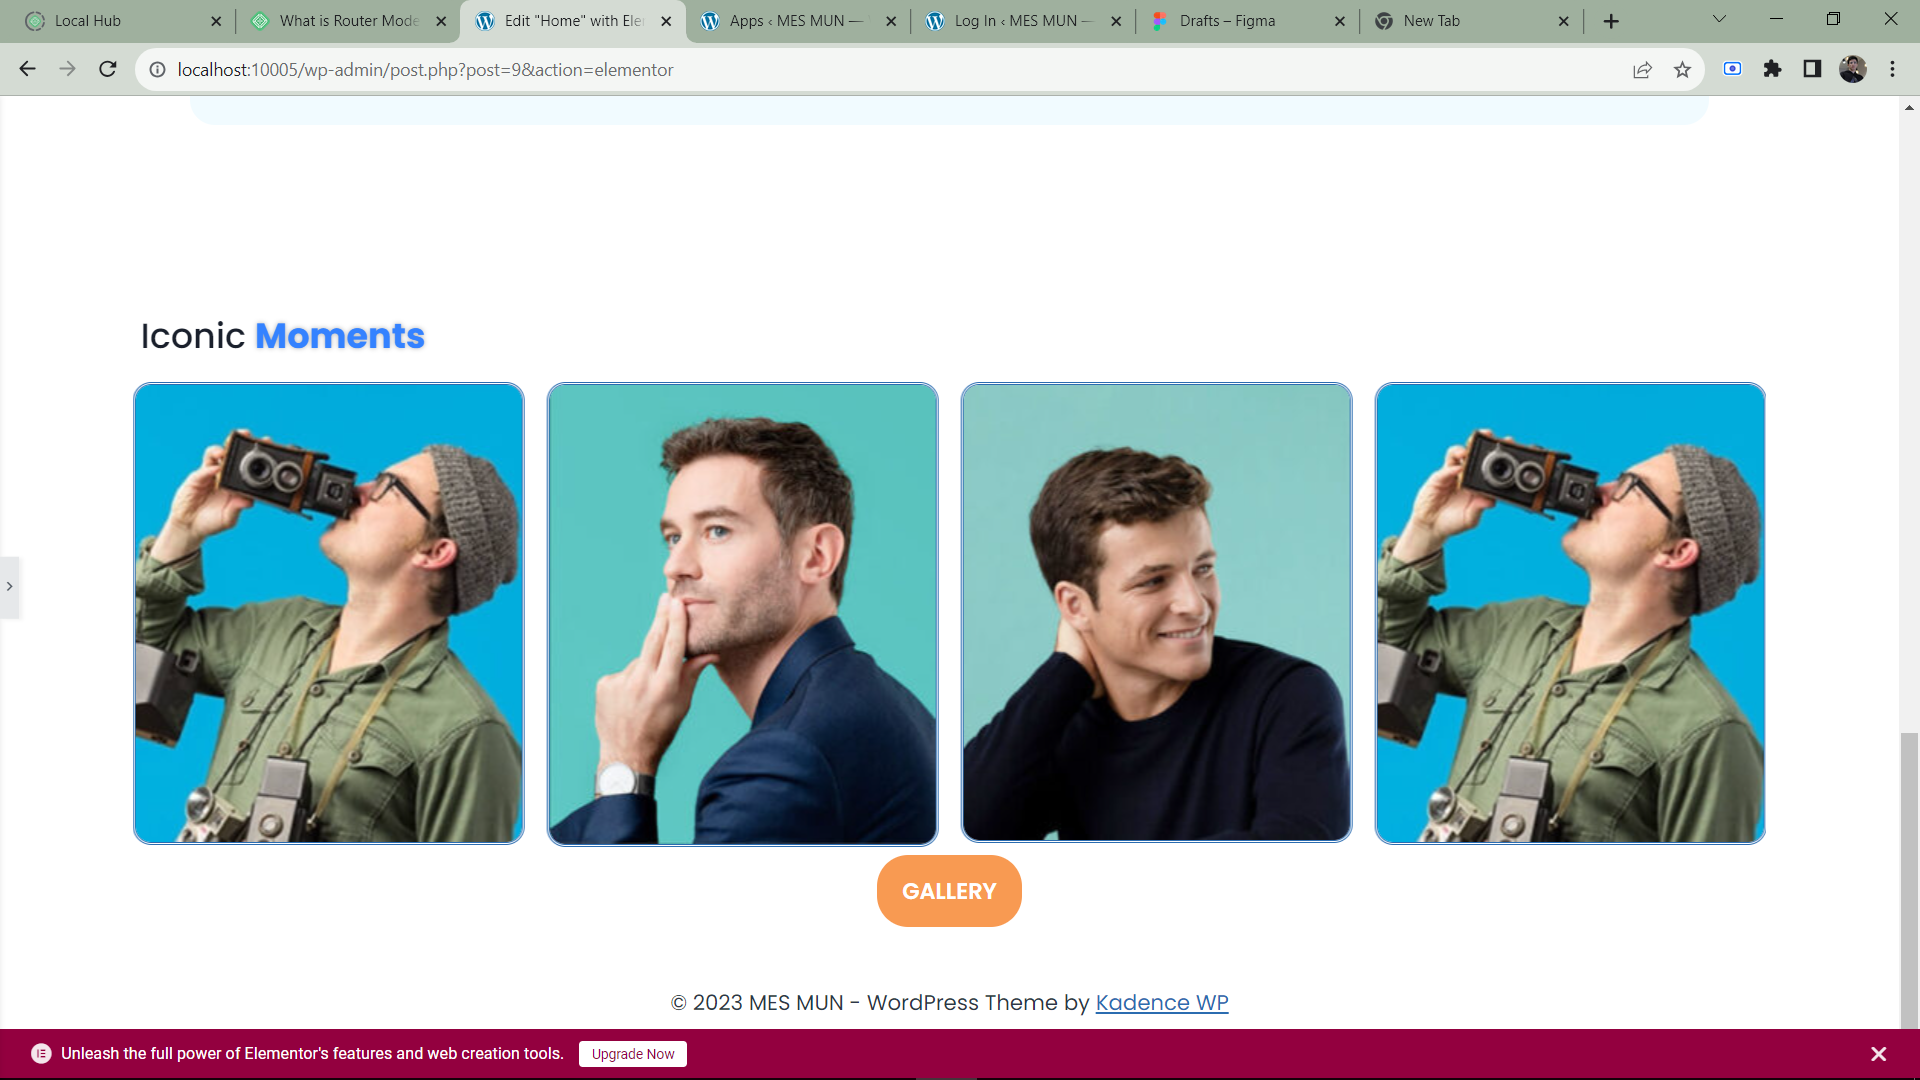 Local Hub
What is Router Mode
Edit "Home" with Ele
Apps ‹ MES MUN —
Log In ‹ MES MUN —
Drafts – Figma
New Tab
localhost:10005/wp-admin/post.php?post=9&action=elementor
Iconic Moments
GALLERY
© 2023 MES MUN - WordPress Theme by Kadence WP
Unleash the full power of Elementor's features and web creation tools.
Upgrade Now